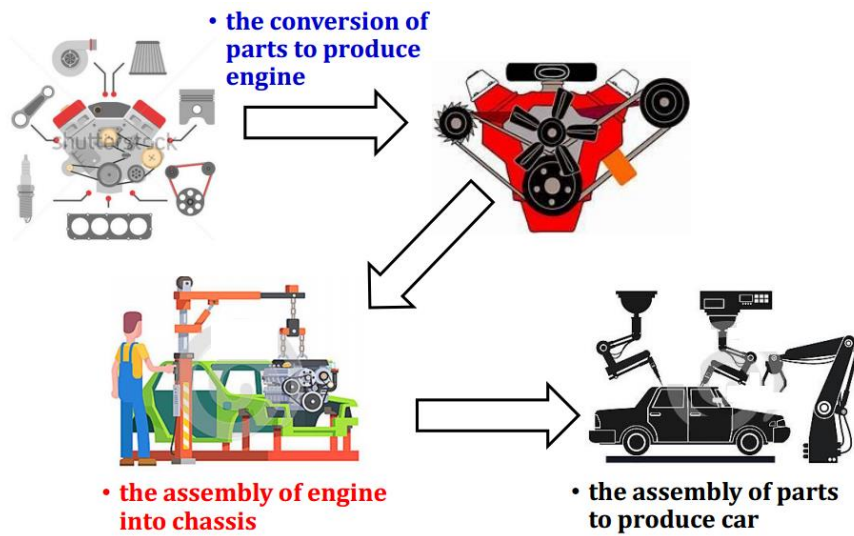 • the conversion of
parts to produce
engine
shutterstock
• the assembly of engine
into chassis
• the assembly of parts
to produce car